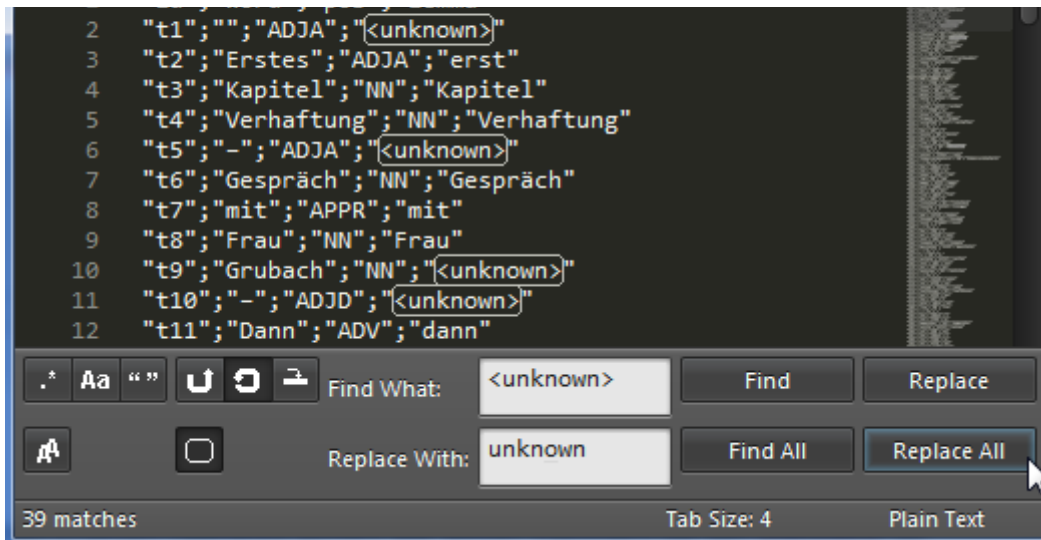 2 "t1";"";"ADJA";"<unknown>"
3 "t2";"Erstes";"ADJA";"erst"
4 "t3";"Kapitel";"NN";"Kapitel"
5 "t4";"Verhaftung";"NN";"Verhaftung"
6 "t5";"–";"ADJA";"<unknown>"
7 "t6";"Gespräch";"NN";"Gespräch"
8 "t7";"mit";"APPR";"mit"
9 "t8";"Frau";"NN";"Frau"
10 "t9";"Grubach";"NN";"<unknown>"
11 "t10";"–";"ADJD";"<unknown>"
12 "t11";"Dann";"ADV";"dann"
.* Aa “ ” Find What: <unknown> Find Replace
Replace With: unknown Find All Replace All
39 matches Tab Size: 4 Plain Text